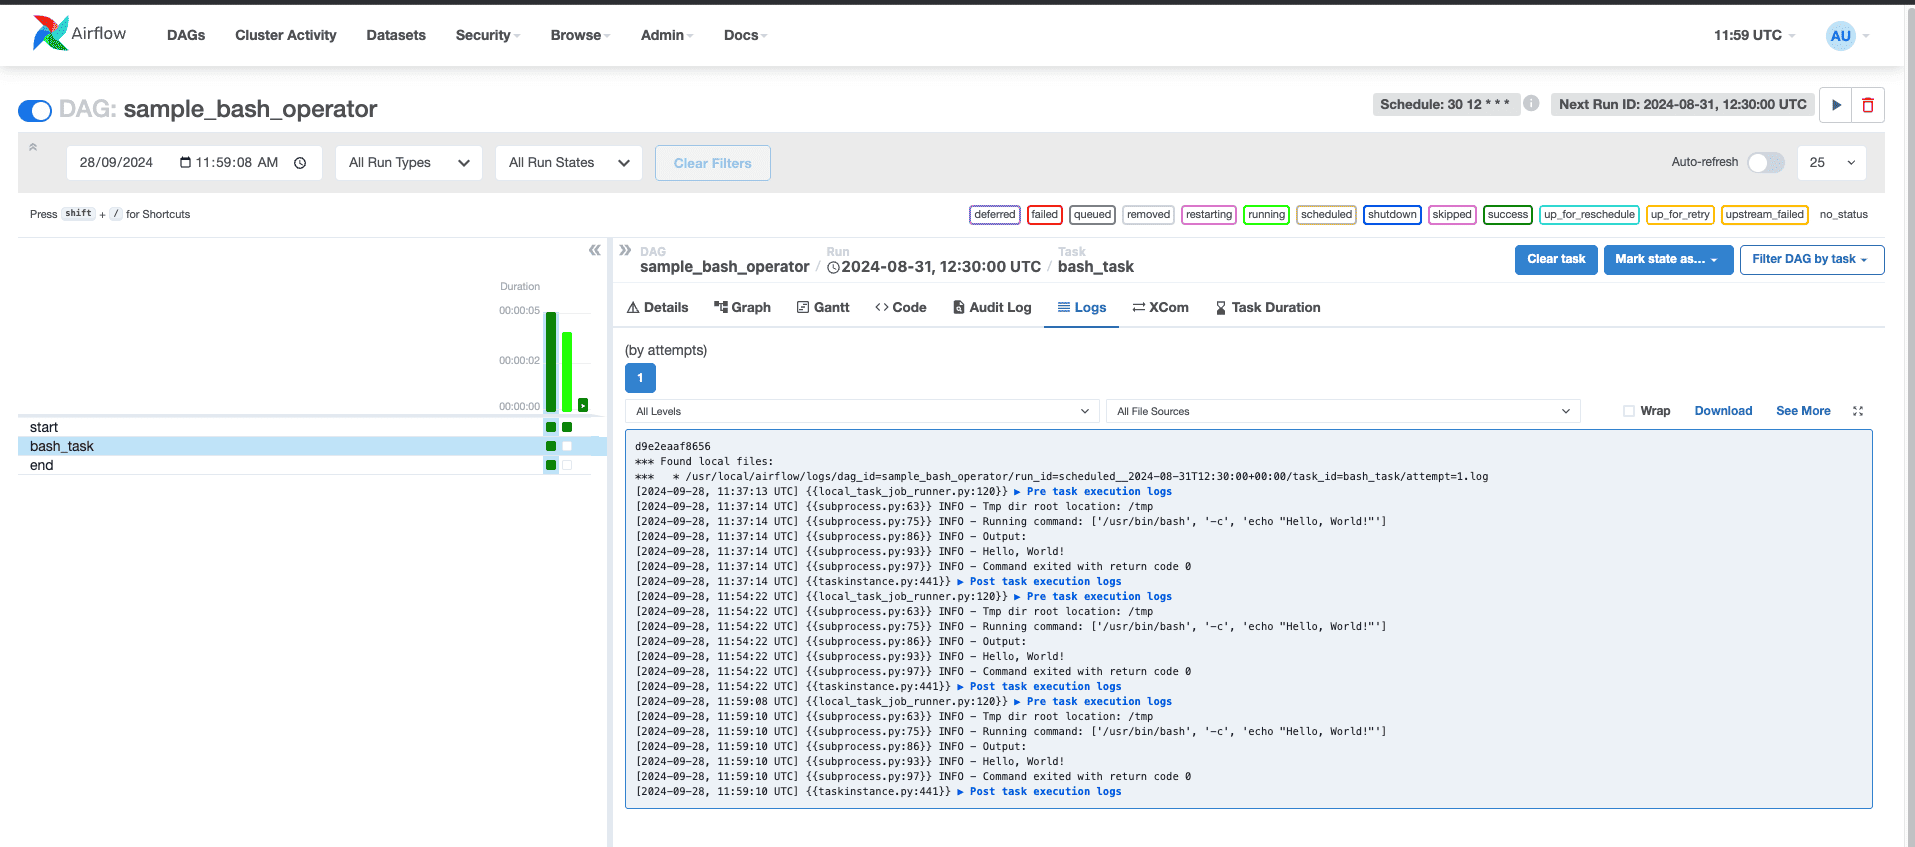 Airflow DAGs Cluster Activity Datasets Security Browse Admin Docs 11:59 UTC AU
DAG: sample_bash_operator Schedule: 30 12 * * * Next Run ID: 2024-08-31, 12:30:00 UTC
28/09/2024 11:59:08 AM All Run Types All Run States Clear Filters Auto-refresh 25
Press shift + / for Shortcuts deferred failed queued removed restarting running scheduled shutdown skipped success up_for_reschedule up_for_retry upstream_failed no_status
DAG Run Task
sample_bash_operator / 2024-08-31, 12:30:00 UTC / bash_task Clear task Mark state as... Filter DAG by task
Duration
00:00:05
00:00:02
00:00:00
start
bash_task
end
Details Graph Gantt Code Audit Log Logs XCom Task Duration
(by attempts)
1
All Levels All File Sources Wrap Download See More
d9e2eaaf8656
*** Found local files:
***   * /usr/local/airflow/logs/dag_id=sample_bash_operator/run_id=scheduled__2024-08-31T12:30:00+00:00/task_id=bash_task/attempt=1.log
[2024-09-28, 11:37:13 UTC] {{local_task_job_runner.py:120}} ▶ Pre task execution logs
[2024-09-28, 11:37:14 UTC] {{subprocess.py:63}} INFO - Tmp dir root location: /tmp
[2024-09-28, 11:37:14 UTC] {{subprocess.py:75}} INFO - Running command: ['/usr/bin/bash', '-c', 'echo "Hello, World!"']
[2024-09-28, 11:37:14 UTC] {{subprocess.py:86}} INFO - Output:
[2024-09-28, 11:37:14 UTC] {{subprocess.py:93}} INFO - Hello, World!
[2024-09-28, 11:37:14 UTC] {{subprocess.py:97}} INFO - Command exited with return code 0
[2024-09-28, 11:37:14 UTC] {{taskinstance.py:441}} ▶ Post task execution logs
[2024-09-28, 11:54:22 UTC] {{local_task_job_runner.py:120}} ▶ Pre task execution logs
[2024-09-28, 11:54:22 UTC] {{subprocess.py:63}} INFO - Tmp dir root location: /tmp
[2024-09-28, 11:54:22 UTC] {{subprocess.py:75}} INFO - Running command: ['/usr/bin/bash', '-c', 'echo "Hello, World!"']
[2024-09-28, 11:54:22 UTC] {{subprocess.py:86}} INFO - Output:
[2024-09-28, 11:54:22 UTC] {{subprocess.py:93}} INFO - Hello, World!
[2024-09-28, 11:54:22 UTC] {{subprocess.py:97}} INFO - Command exited with return code 0
[2024-09-28, 11:54:22 UTC] {{taskinstance.py:441}} ▶ Post task execution logs
[2024-09-28, 11:59:08 UTC] {{local_task_job_runner.py:120}} ▶ Pre task execution logs
[2024-09-28, 11:59:10 UTC] {{subprocess.py:63}} INFO - Tmp dir root location: /tmp
[2024-09-28, 11:59:10 UTC] {{subprocess.py:75}} INFO - Running command: ['/usr/bin/bash', '-c', 'echo "Hello, World!"']
[2024-09-28, 11:59:10 UTC] {{subprocess.py:86}} INFO - Output:
[2024-09-28, 11:59:10 UTC] {{subprocess.py:93}} INFO - Hello, World!
[2024-09-28, 11:59:10 UTC] {{subprocess.py:97}} INFO - Command exited with return code 0
[2024-09-28, 11:59:10 UTC] {{taskinstance.py:441}} ▶ Post task execution logs